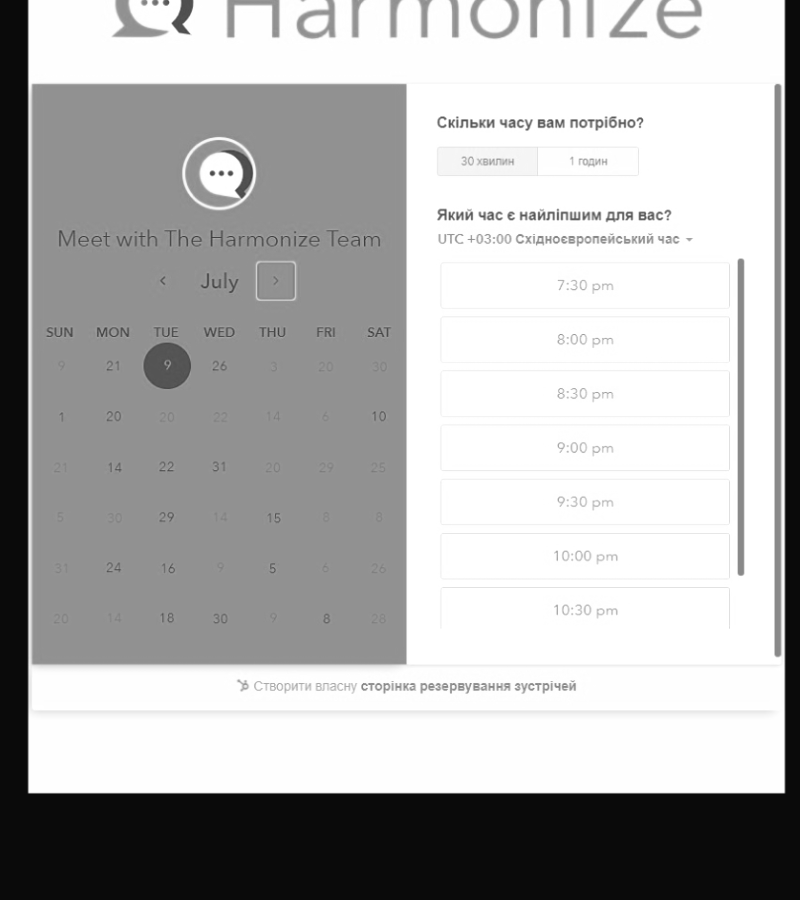 Harmonize
Meet with The Harmonize Team
July
SUN MON TUE WED THU FRI SAT
9 21 9 26 3 20 30
1 20 20 22 14 6 10
21 14 22 31 20 29 25
5 30 29 14 15 8 8
31 24 16 9 5 6 26
20 14 18 30 9 8 28
Скільки часу вам потрібно?
30 хвилин 1 годин
Який час є найліпшим для вас?
UTC +03:00 Східноєвропейський час
7:30 pm
8:00 pm
8:30 pm
9:00 pm
9:30 pm
10:00 pm
10:30 pm
Створити власну сторінка резервування зустрічей